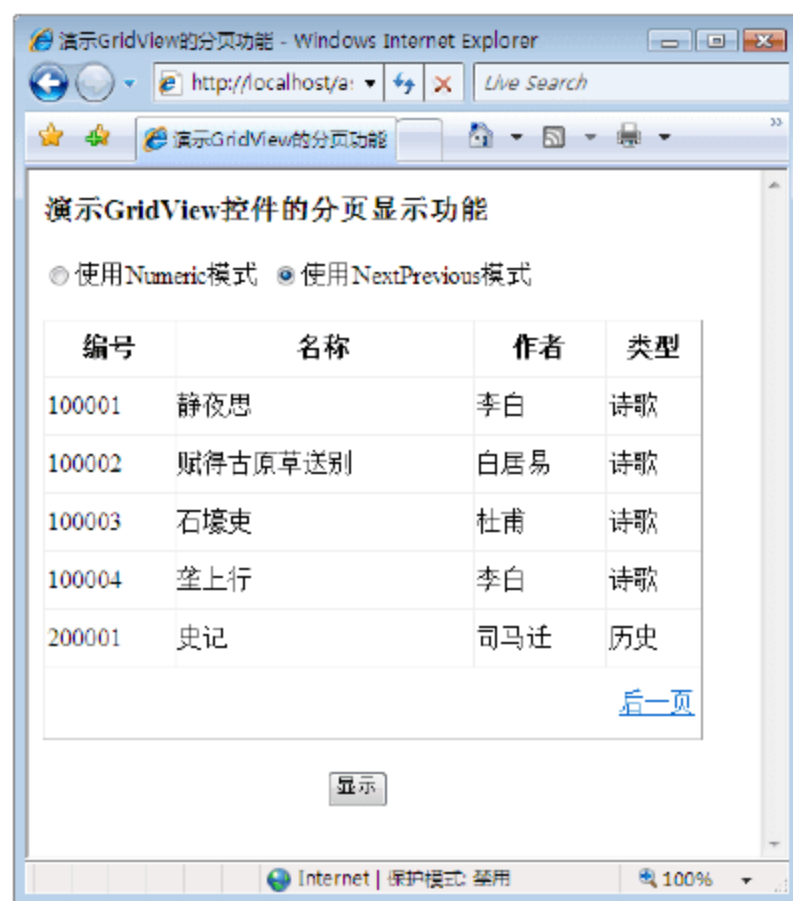 演示GridView的分页功能 - Windows Internet Explorer
http://localhost/a
Live Search
演示GridView的分页功能
演示GridView控件的分页显示功能
使用Numeric模式 使用NextPrevious模式
编号 名称 作者 类型
100001 静夜思 李白 诗歌
100002 赋得古原草送别 白居易 诗歌
100003 石壕吏 杜甫 诗歌
100004 垄上行 李白 诗歌
200001 史记 司马迁 历史
后一页
显示
Internet | 保护模式: 禁用 100%